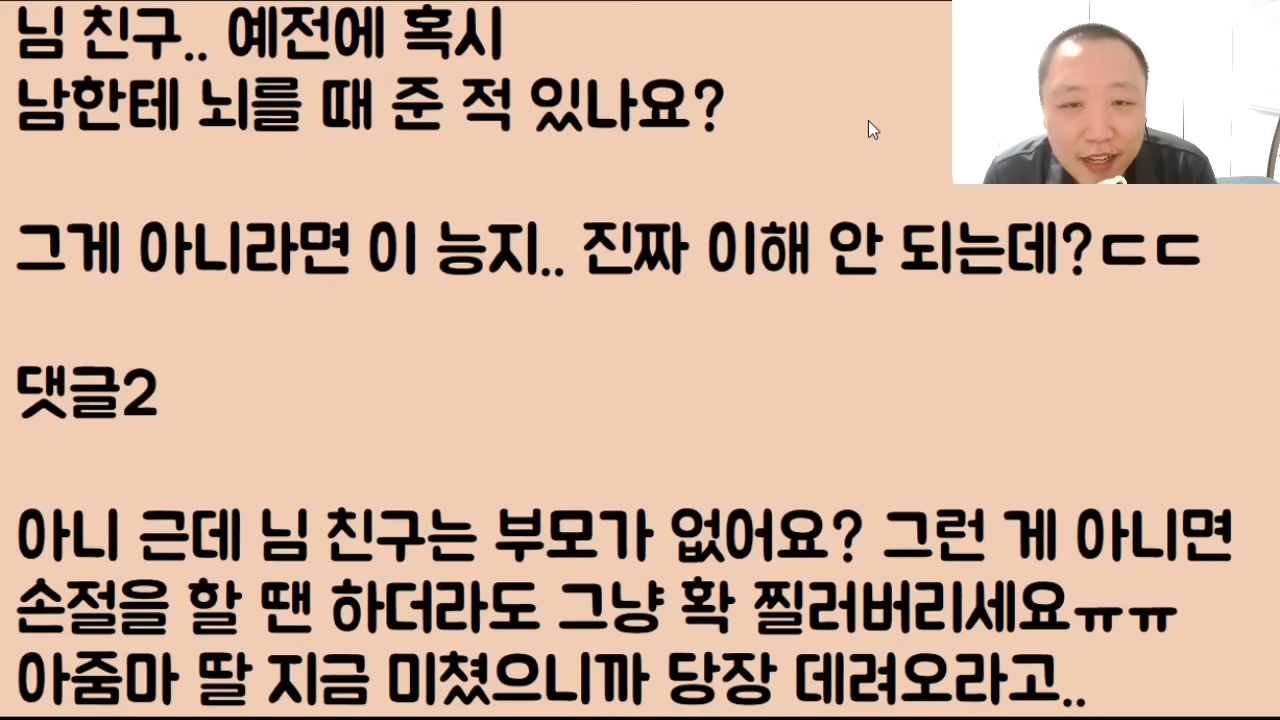 님 친구.. 예전에 혹시
남한테 뇌를 때 준 적 있나요?
그게 아니라면 이 능지.. 진짜 이해 안 되는데?ㄷㄷ
댓글2
아니 근데 님 친구는 부모가 없어요? 그런 게 아니면
손절을 할 땐 하더라도 그냥 확 찔러버리세요ㅠㅠ
아줌마 딸 지금 미쳤으니까 당장 데려오라고..